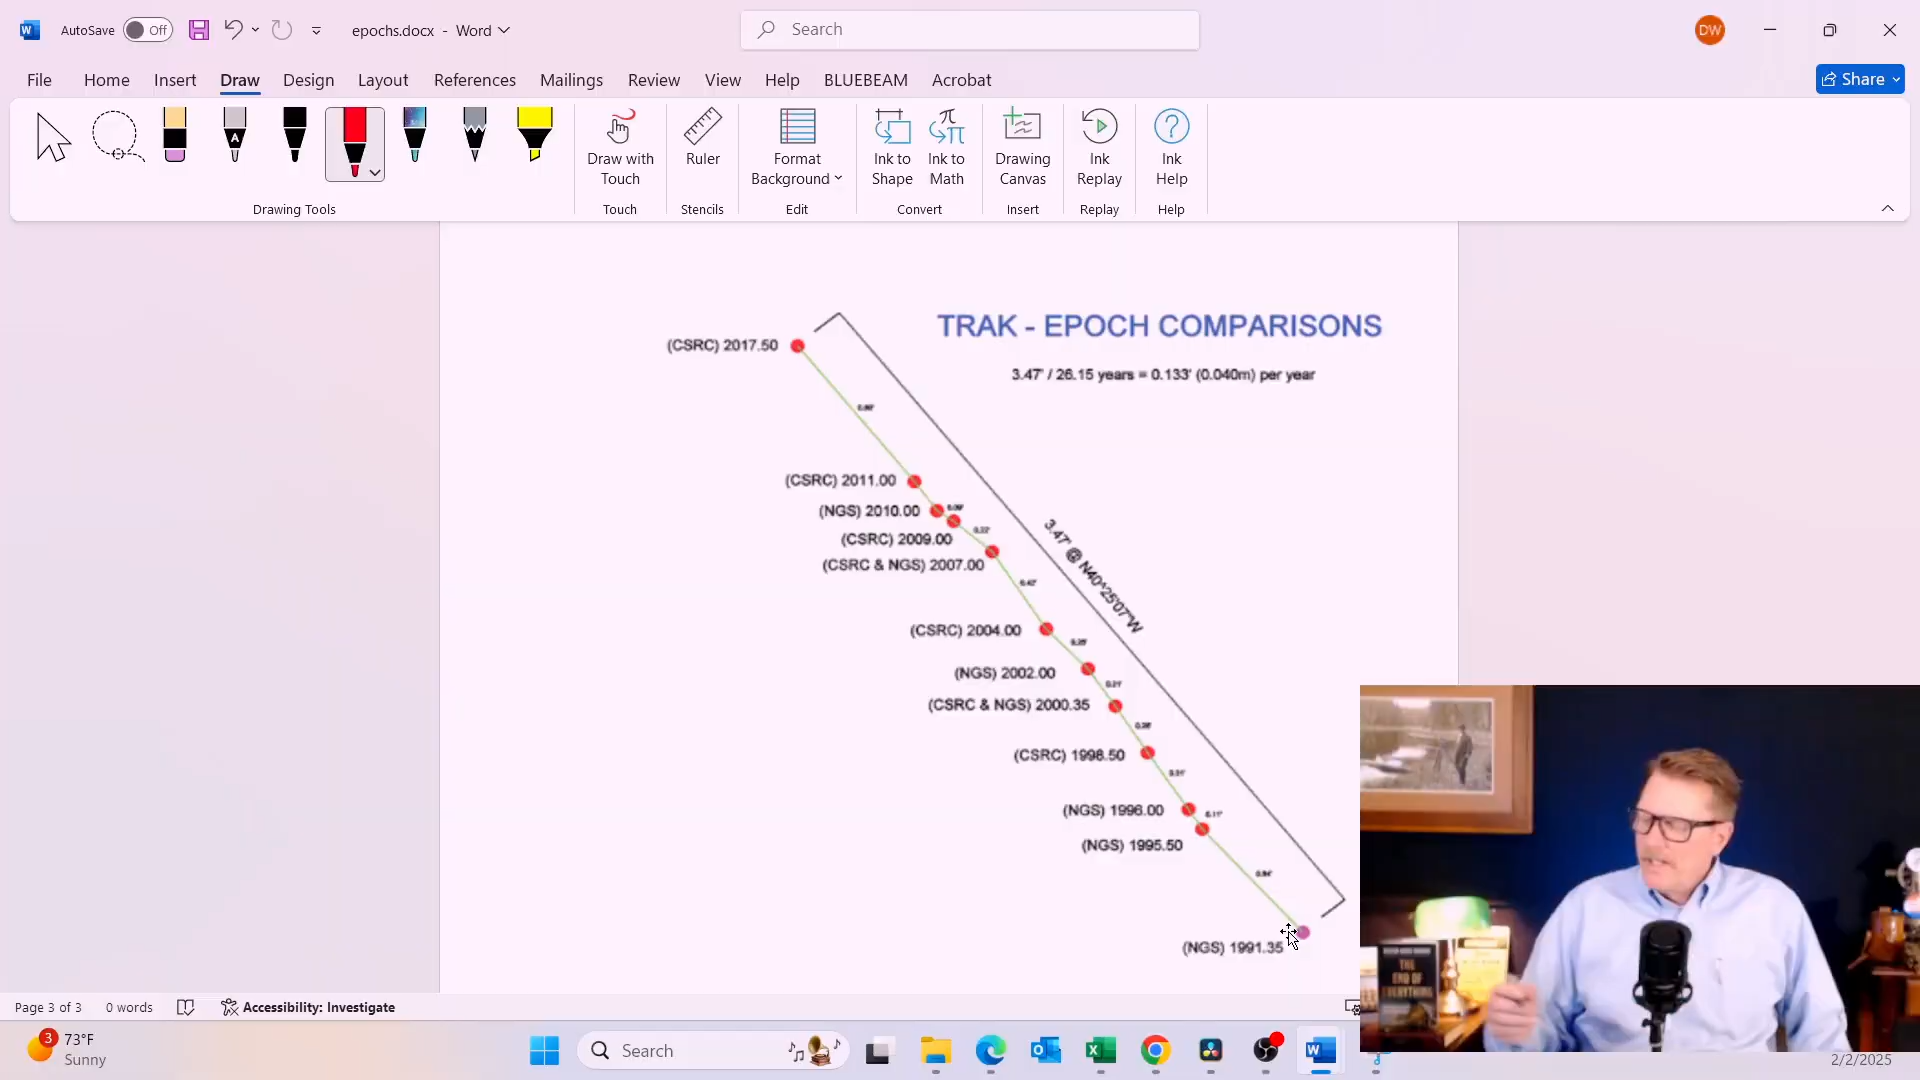 AutoSave Off epochs.docx - Word Search DW
File Home Insert Draw Design Layout References Mailings Review View Help BLUEBEAM Acrobat Share
Draw with Touch
Ruler
Format Background
Ink to Shape
Ink to Math
Drawing Canvas
Ink Replay
Ink Help
Drawing Tools Touch Stencils Edit Convert Insert Replay Help
TRAK - EPOCH COMPARISONS
3.47' / 26.15 years = 0.133' (0.040m) per year
(CSRC) 2017.50
(CSRC) 2011.00
(NGS) 2010.00
(CSRC) 2009.00
(CSRC & NGS) 2007.00
3.47' @ N40°25'07"W
(CSRC) 2004.00
(NGS) 2002.00
(CSRC & NGS) 2000.35
(CSRC) 1998.50
(NGS) 1996.00
(NGS) 1995.50
(NGS) 1991.35
THE END OF EVERYTHING
Page 3 of 3 0 words Accessibility: Investigate
3 73°F
Sunny
Search
2/2/2025